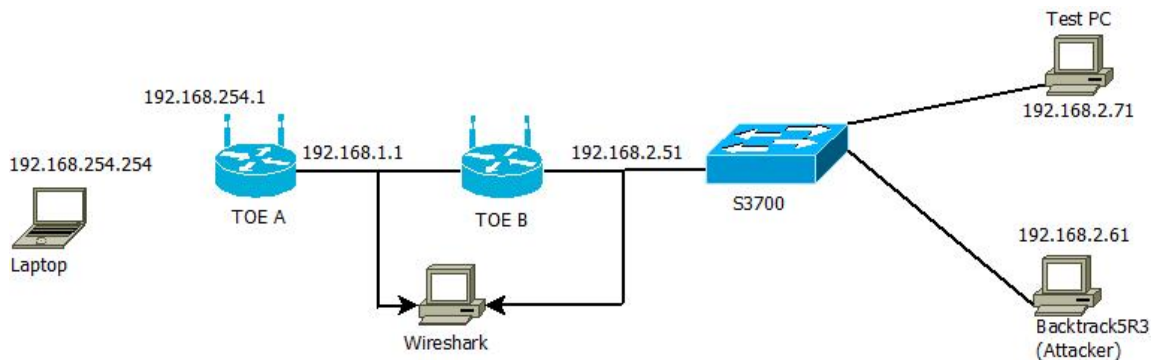 Test PC
192.168.254.1
192.168.2.71
192.168.254.254
192.168.1.1
192.168.2.51
TOE A
TOE B
S3700
Laptop
192.168.2.61
Wireshark
Backtrack5R3
(Attacker)